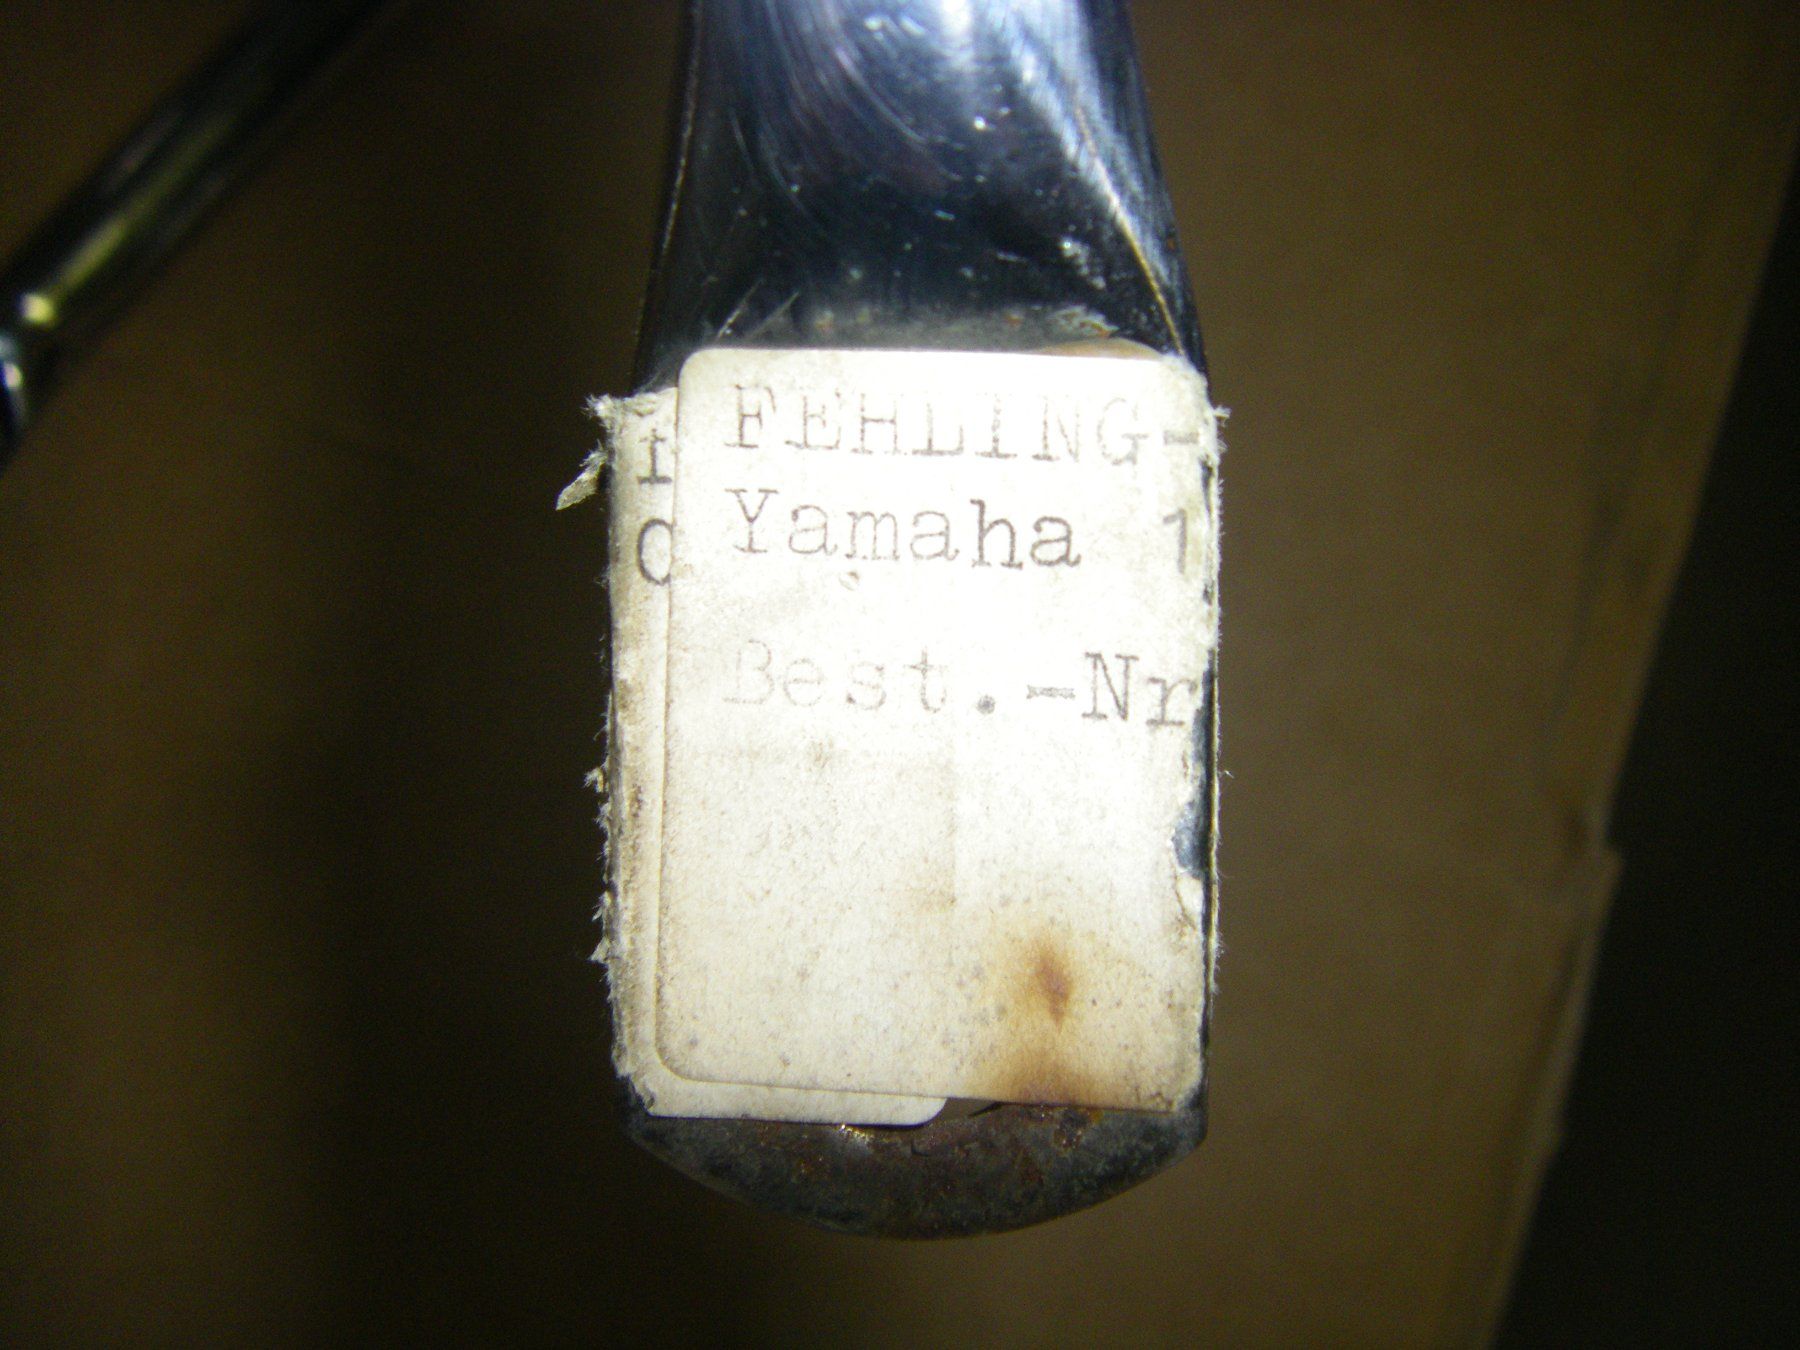 FEHLING-
Yamaha 1
Best.-Nr